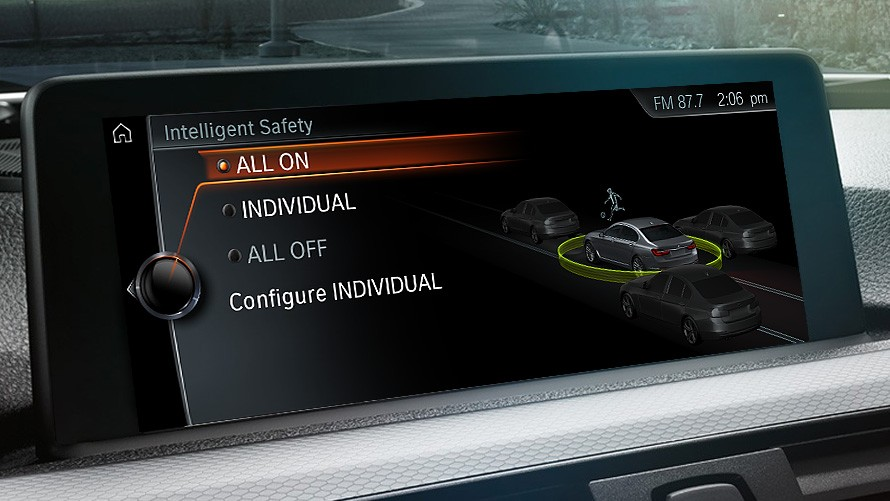 FM 87.7 2:06 pm
Intelligent Safety
ALL ON
INDIVIDUAL
ALL OFF
Configure INDIVIDUAL